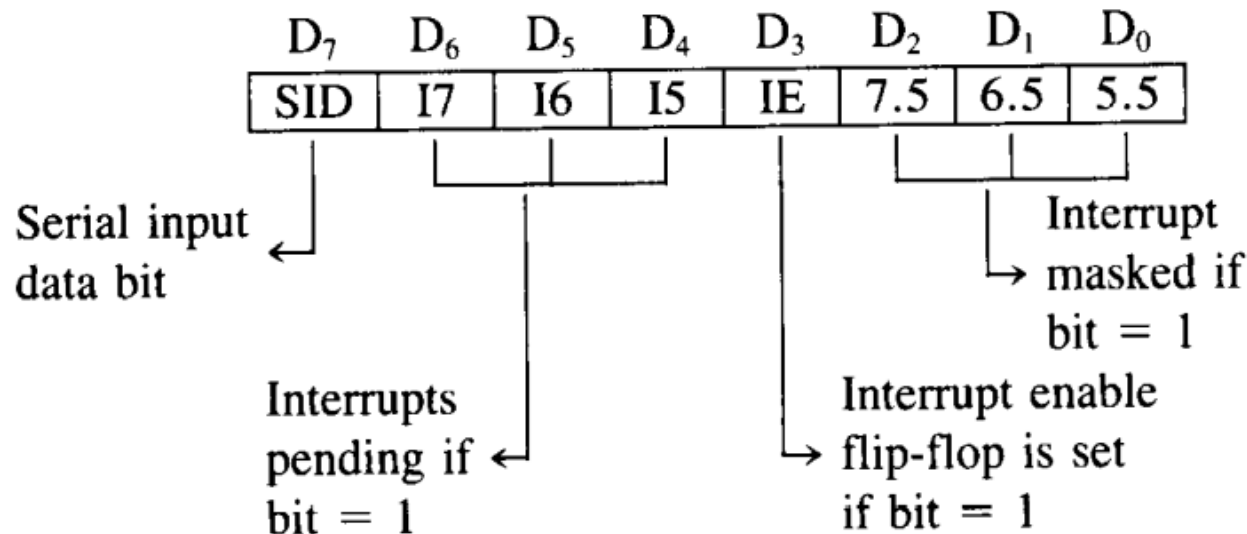 D₇ D₆ D₅ D₄ D₃ D₂ D₁ D₀
SID I7 I6 I5 IE 7.5 6.5 5.5
Serial input
data bit
Interrupt
masked if
bit = 1
Interrupts
pending if
bit = 1
Interrupt enable
flip-flop is set
if bit = 1